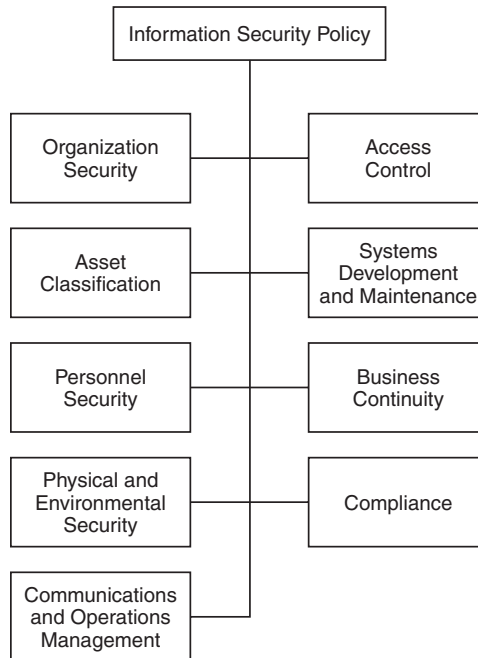 Information Security Policy
Organization
Security
Access
Control
Asset
Classification
Systems
Development
and Maintenance
Personnel
Security
Business
Continuity
Physical and
Environmental
Security
Compliance
Communications
and Operations
Management